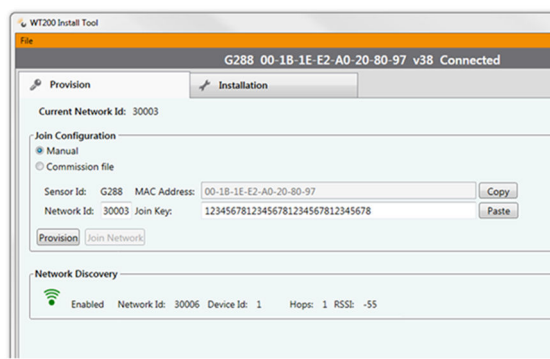 WT200 Install Tool
File
G288 00-1B-1E-E2-A0-20-80-97 v38 Connected
Provision
Installation
Current Network Id: 30003
Join Configuration
Manual
Commission file
Sensor Id: G288 MAC Address: 00-1B-1E-E2-A0-20-80-97 Copy
Network Id: 30003 Join Key: 12345678123456781234567812345678 Paste
Provision Join Network
Network Discovery
Enabled Network Id: 30006 Device Id: 1 Hops: 1 RSSI: -55